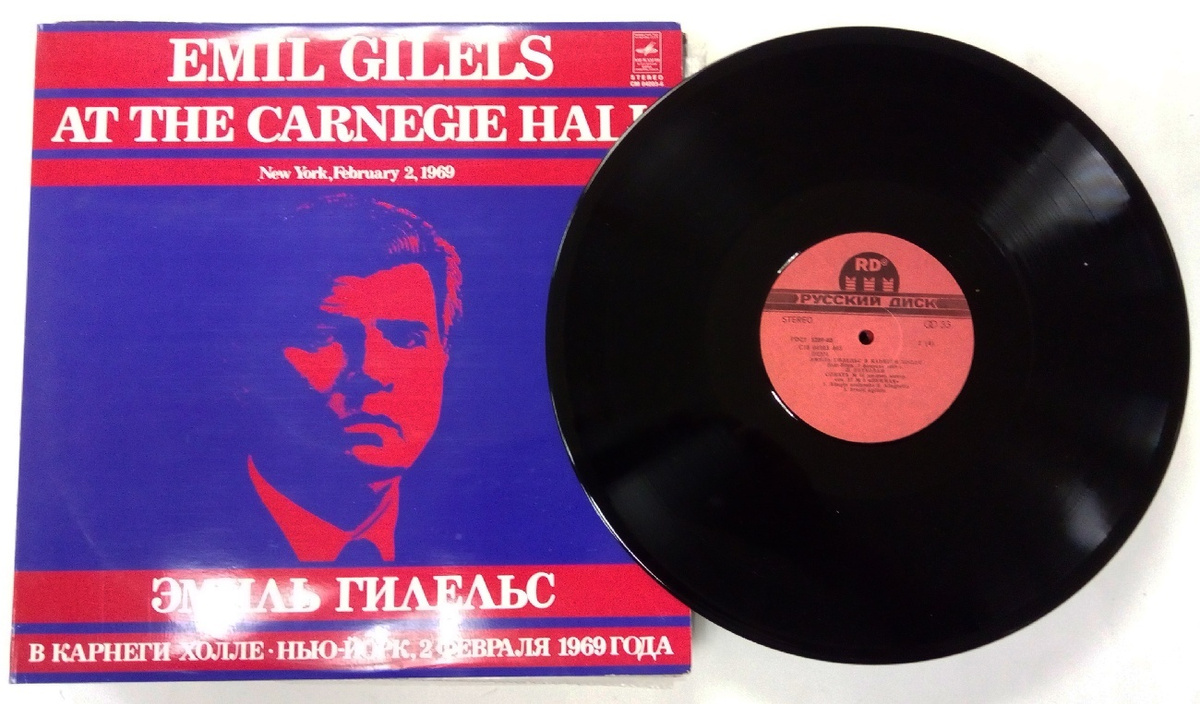 EMIL GILELS
STEREO
AT THE CARNEGIE HALL
New York, February 2, 1969
ЭМИЛЬ ГИЛЕЛЬС
В КАРНЕГИ ХОЛЛЕ · НЬЮ-ЙОРК, 2 ФЕВРАЛЯ 1969 ГОДА
RD®
РУССКИЙ ДИСК
STEREO
33